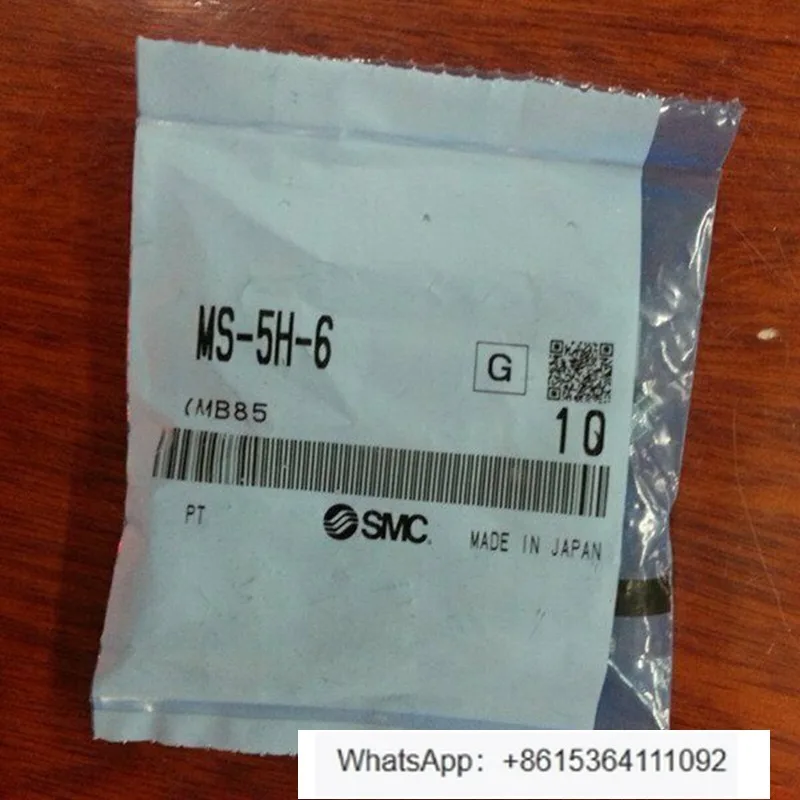 MS-5H-6
G
(MB85
10
PT
SMC.
MADE IN JAPAN
WhatsApp: +8615364111092